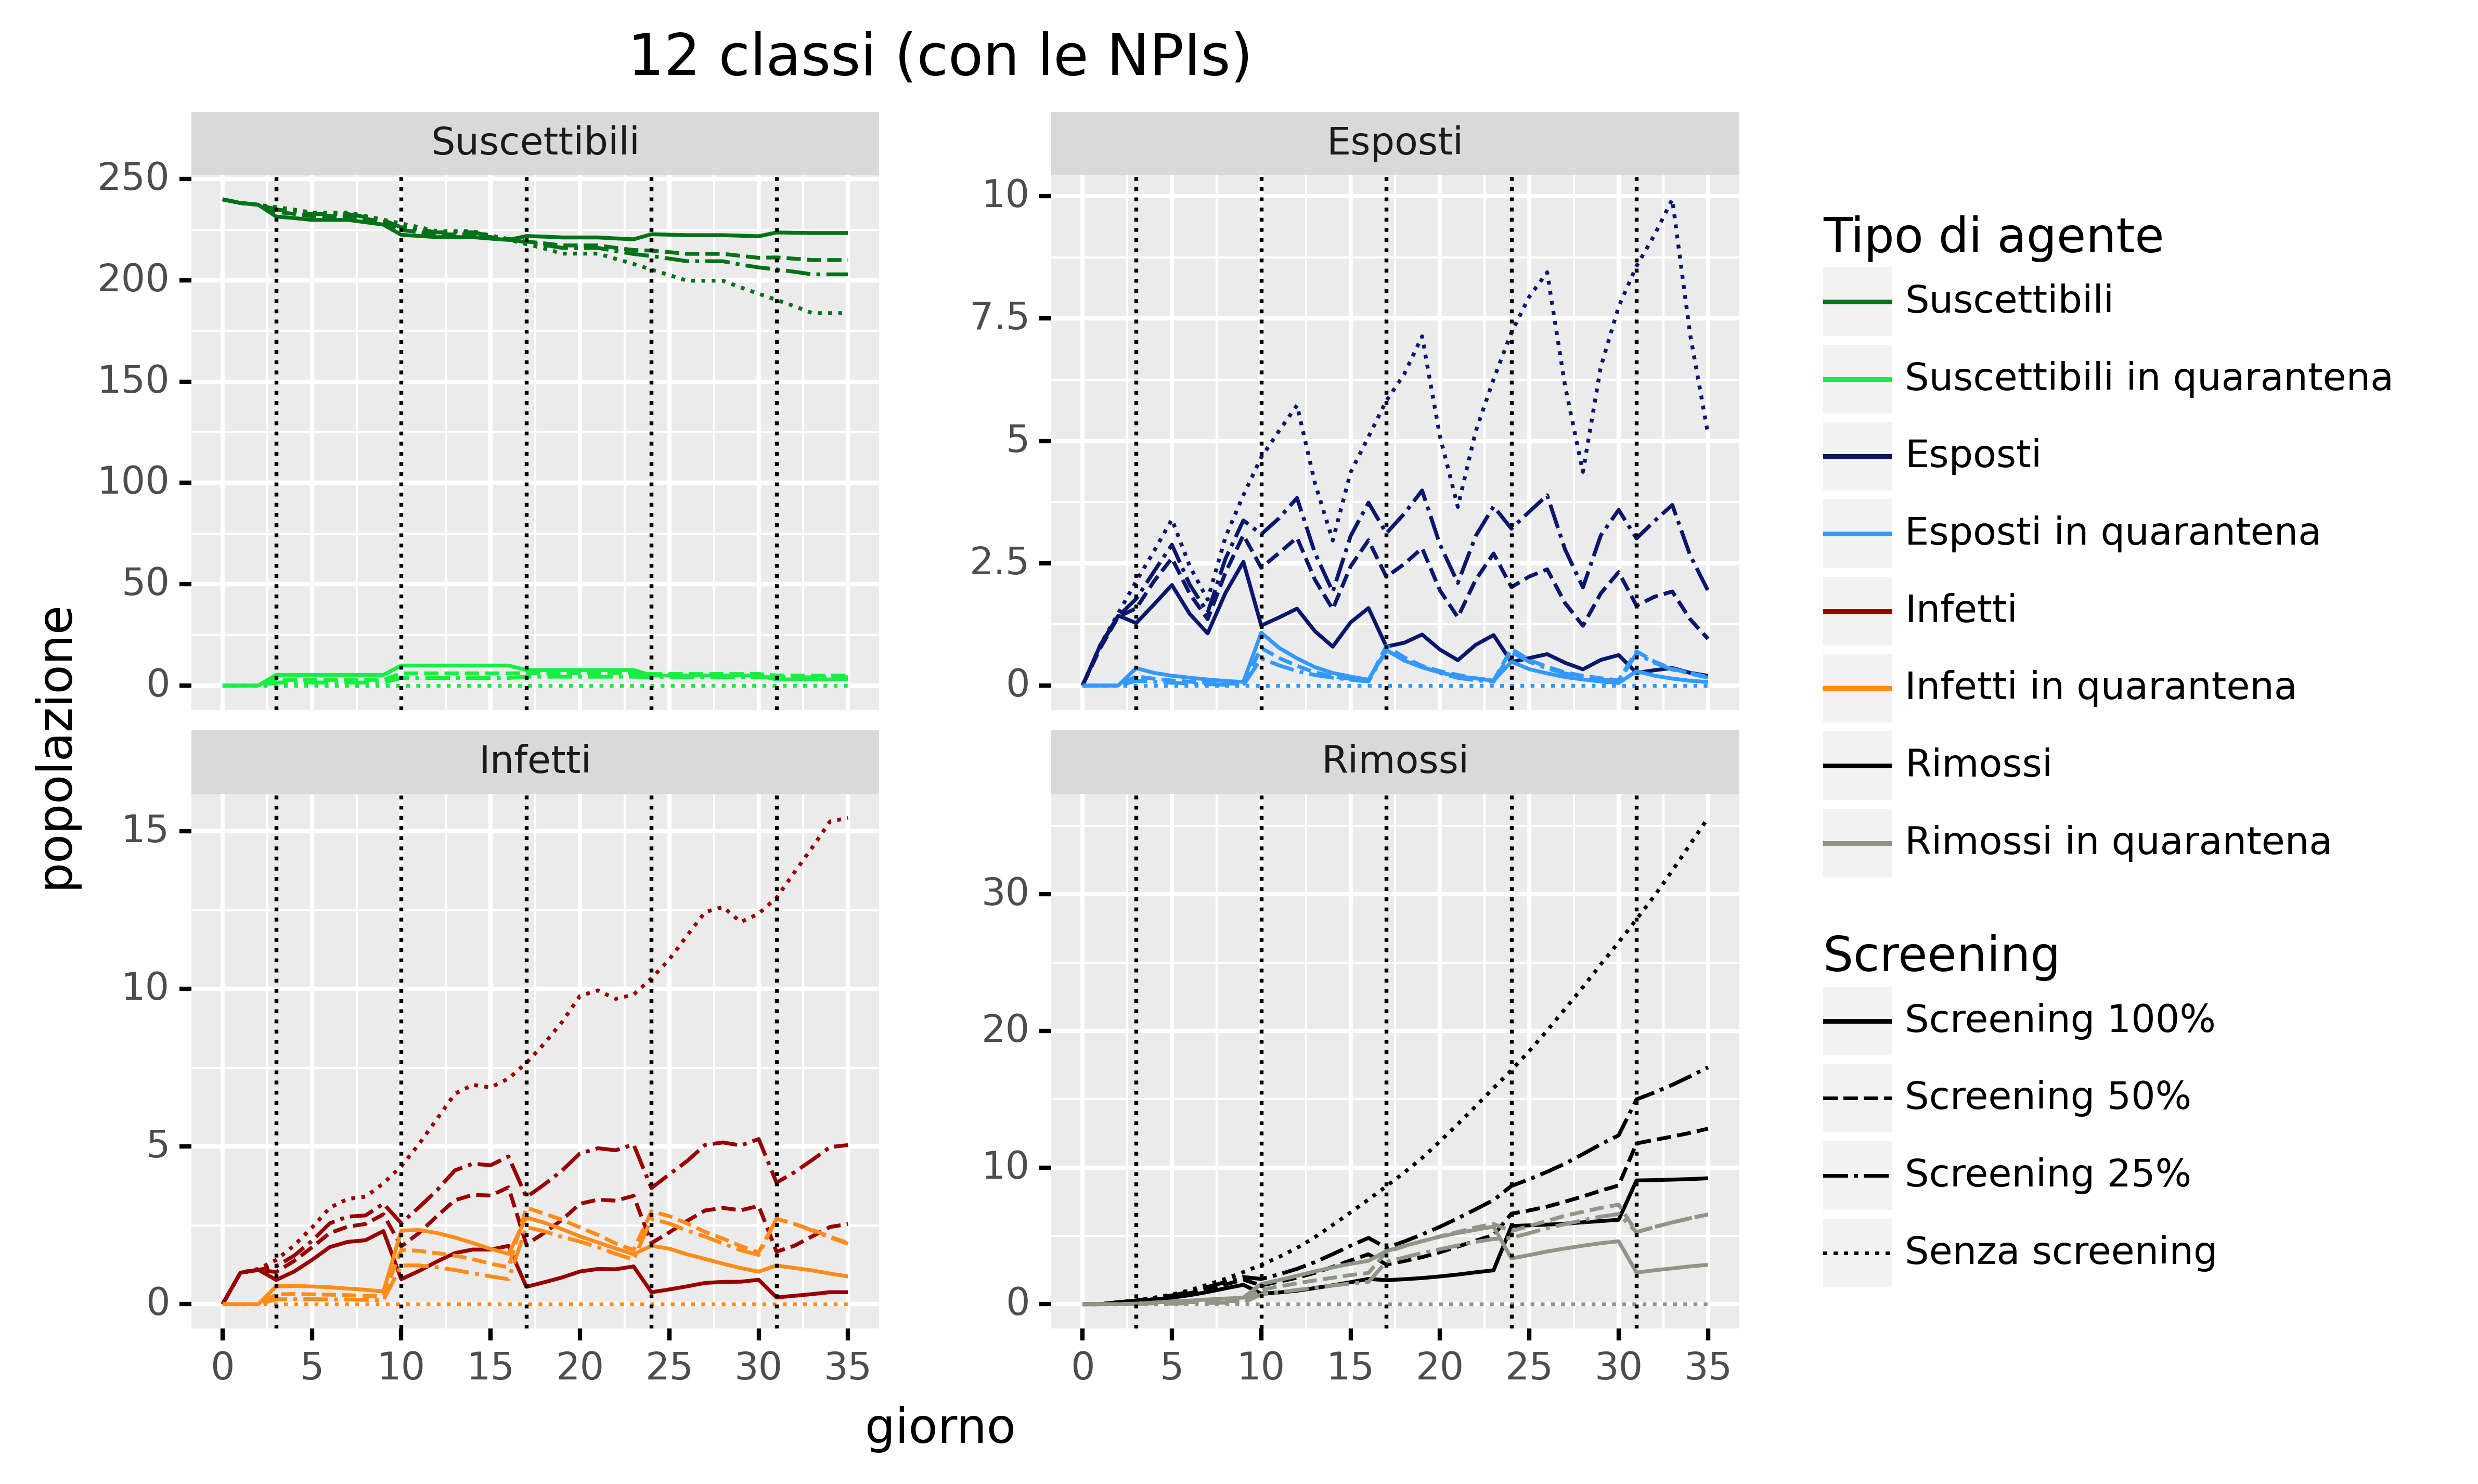 12 classi (con le NPIs)
Suscettibili
250
200
150
100
50
0
Esposti
10
7.5
5
2.5
0
Infetti
15
10
5
0
0 5 10 15 20 25 30 35
Rimossi
30
20
10
0
0 5 10 15 20 25 30 35
popolazione
giorno
Tipo di agente
Suscettibili
Suscettibili in quarantena
Esposti
Esposti in quarantena
Infetti
Infetti in quarantena
Rimossi
Rimossi in quarantena
Screening
Screening 100%
Screening 50%
Screening 25%
Senza screening